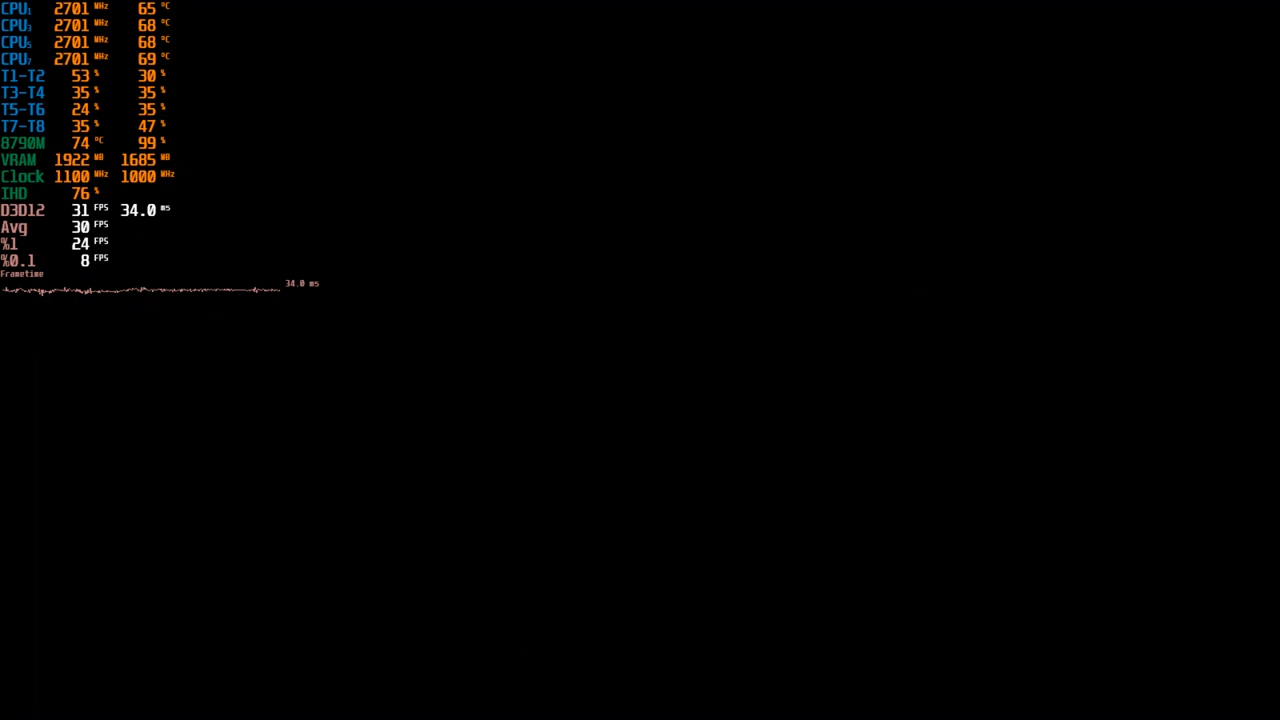 CPU1 2701 MHz 65 °C
CPU3 2701 MHz 68 °C
CPU5 2701 MHz 68 °C
CPU7 2701 MHz 69 °C
T1-T2 53 % 30 %
T3-T4 35 % 35 %
T5-T6 24 % 35 %
T7-T8 35 % 47 %
8790M 74 °C 99 %
VRAM 1922 MB 1685 MB
Clock 1100 MHz 1000 MHz
IHD 76 %
D3D12 31 FPS 34.0 ms
Avg 30 FPS
%1 24 FPS
%0.1 8 FPS
Frametime
34.0 ms